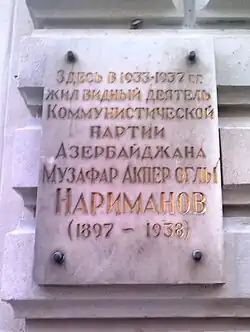 Здесь в 1933-1937 гг.
жил видный деятель
Коммунистической
партии
Азербайджана
Музафар Акпер оглы
Нариманов
(1897 - 1938)